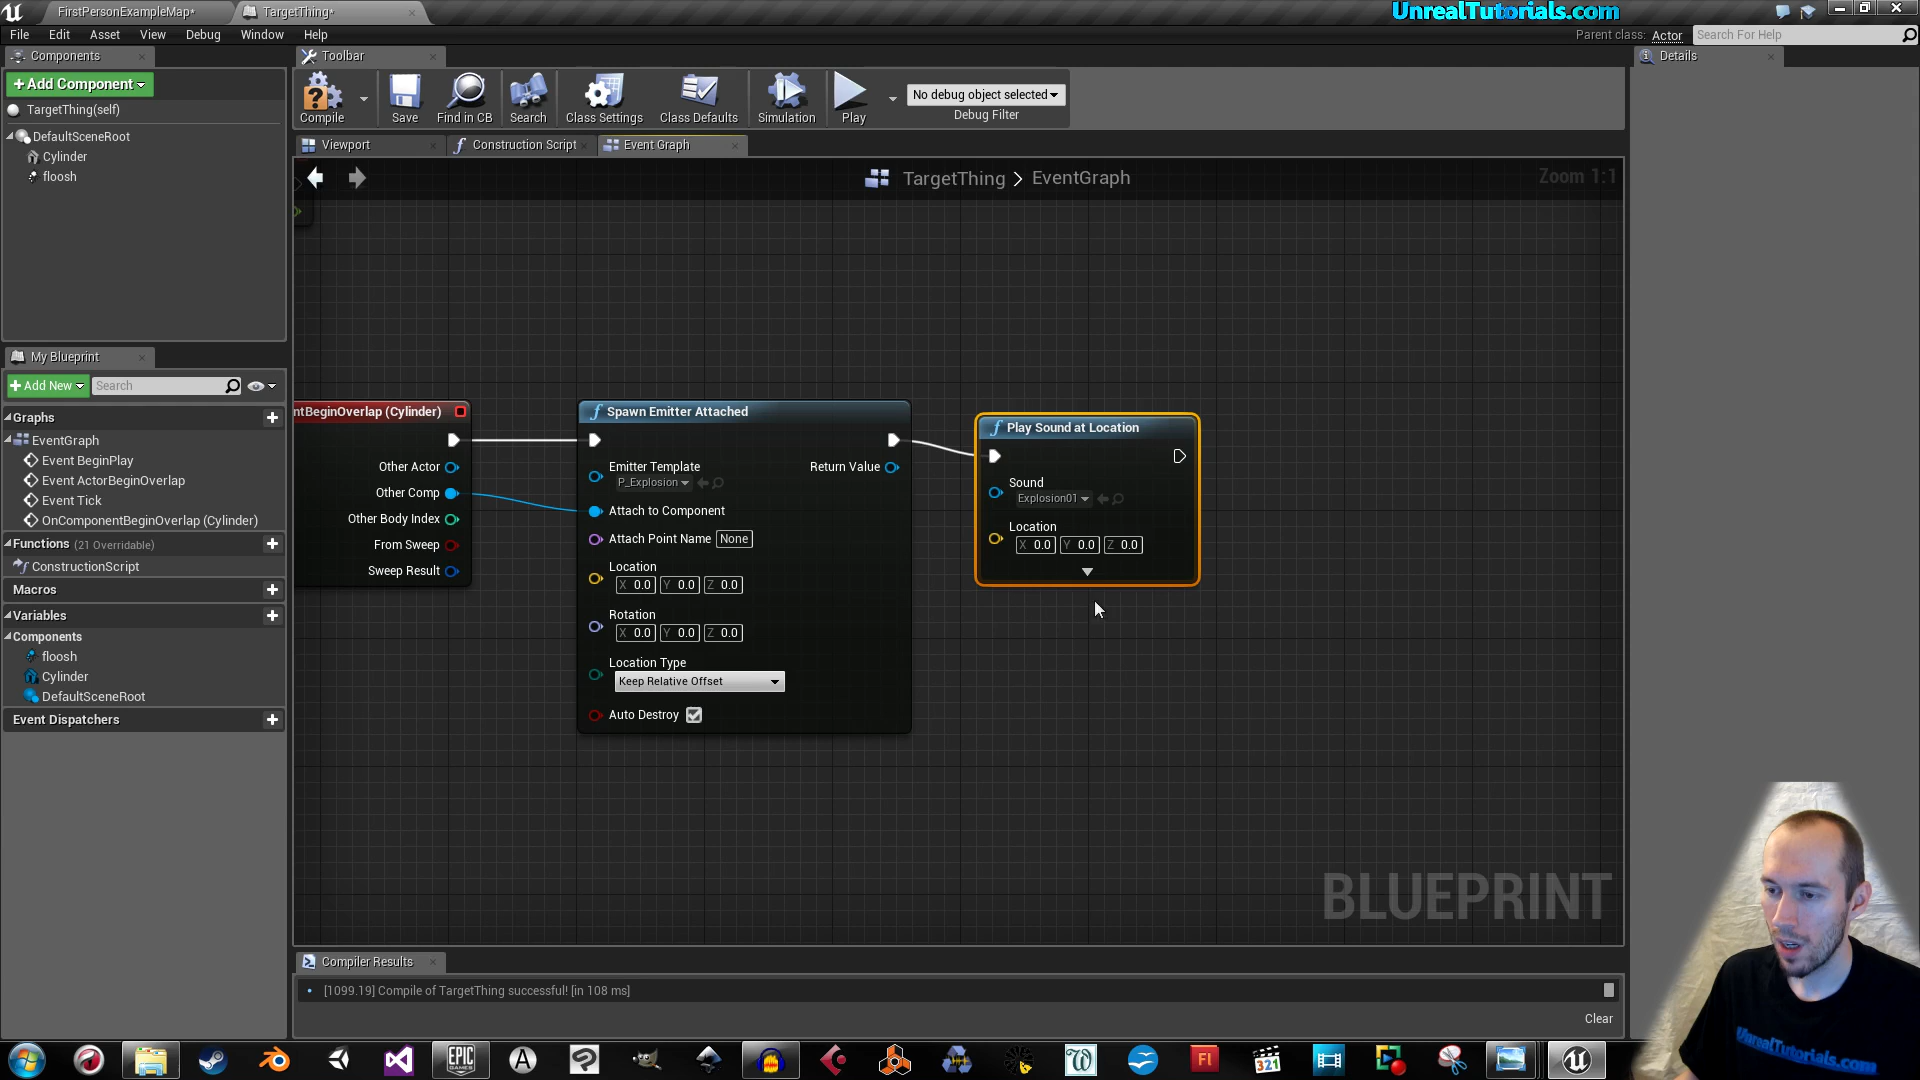 FirstPersonExampleMap*
TargetThing*
UnrealTutorials.com
File Edit Asset View Debug Window Help
Parent class: Actor
Search For Help
Components
Toolbar
Details
+Add Component
TargetThing(self)
DefaultSceneRoot
Cylinder
floosh
Compile
Save
Find in CB
Search
Class Settings
Class Defaults
Simulation
Play
No debug object selected
Debug Filter
Viewport
Construction Script
Event Graph
TargetThing > EventGraph
Zoom 1:1
My Blueprint
+Add New
Search
Graphs
EventGraph
Event BeginPlay
Event ActorBeginOverlap
Event Tick
OnComponentBeginOverlap (Cylinder)
Functions (21 Overridable)
ConstructionScript
Macros
Variables
Components
floosh
Cylinder
DefaultSceneRoot
Event Dispatchers
ntBeginOverlap (Cylinder)
Other Actor
Other Comp
Other Body Index
From Sweep
Sweep Result
Spawn Emitter Attached
Emitter Template
P_Explosion
Return Value
Attach to Component
Attach Point Name None
Location
X 0.0 Y 0.0 Z 0.0
Rotation
X 0.0 Y 0.0 Z 0.0
Location Type
Keep Relative Offset
Auto Destroy
Play Sound at Location
Sound
Explosion01
Location
X 0.0 Y 0.0 Z 0.0
BLUEPRINT
Compiler Results
[1099.19] Compile of TargetThing successful! [in 108 ms]
Clear
UnrealTutorials.com
EPIC
GAMES
Fl
321